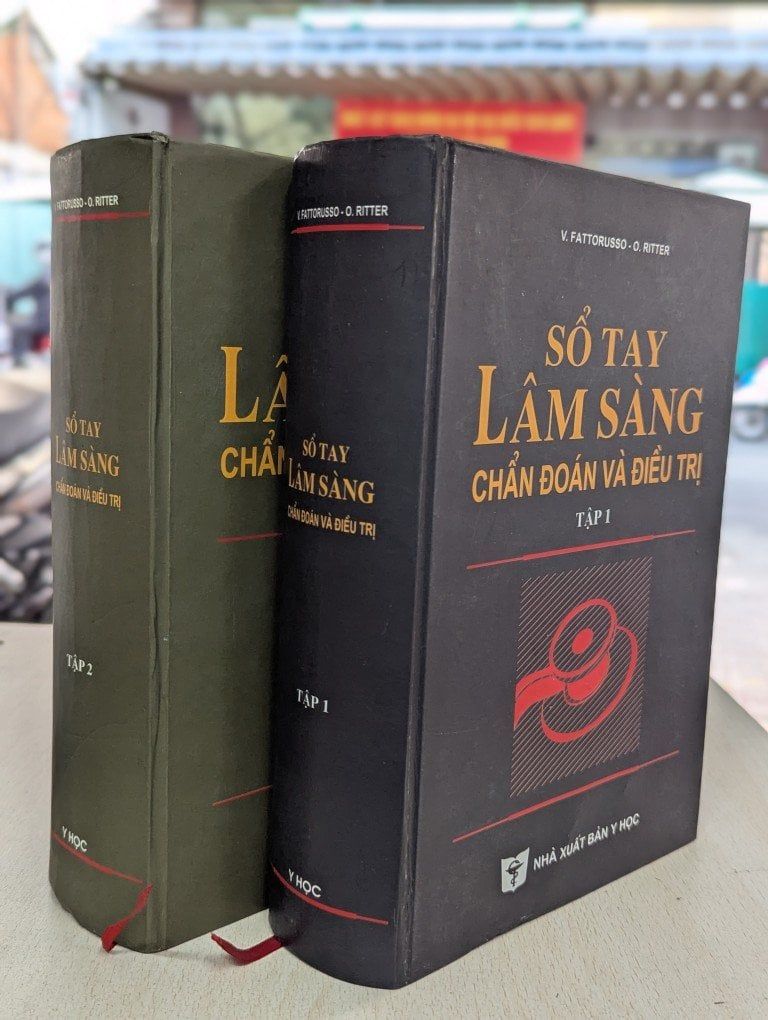 V. FATTORUSSO - O. RITTER
SỔ TAY
LÂM SÀNG
CHẨN ĐOÁN VÀ ĐIỀU TRỊ
TẬP 2
Y HỌC
LÂ
CHẨN
V. FATTORUSSO - O. RITTER
SỔ TAY
LÂM SÀNG
CHẨN ĐOÁN VÀ ĐIỀU TRỊ
TẬP 1
Y HỌC
V. FATTORUSSO - O. RITTER
SỔ TAY
LÂM SÀNG
CHẨN ĐOÁN VÀ ĐIỀU TRỊ
TẬP 1
NHÀ XUẤT BẢN Y HỌC